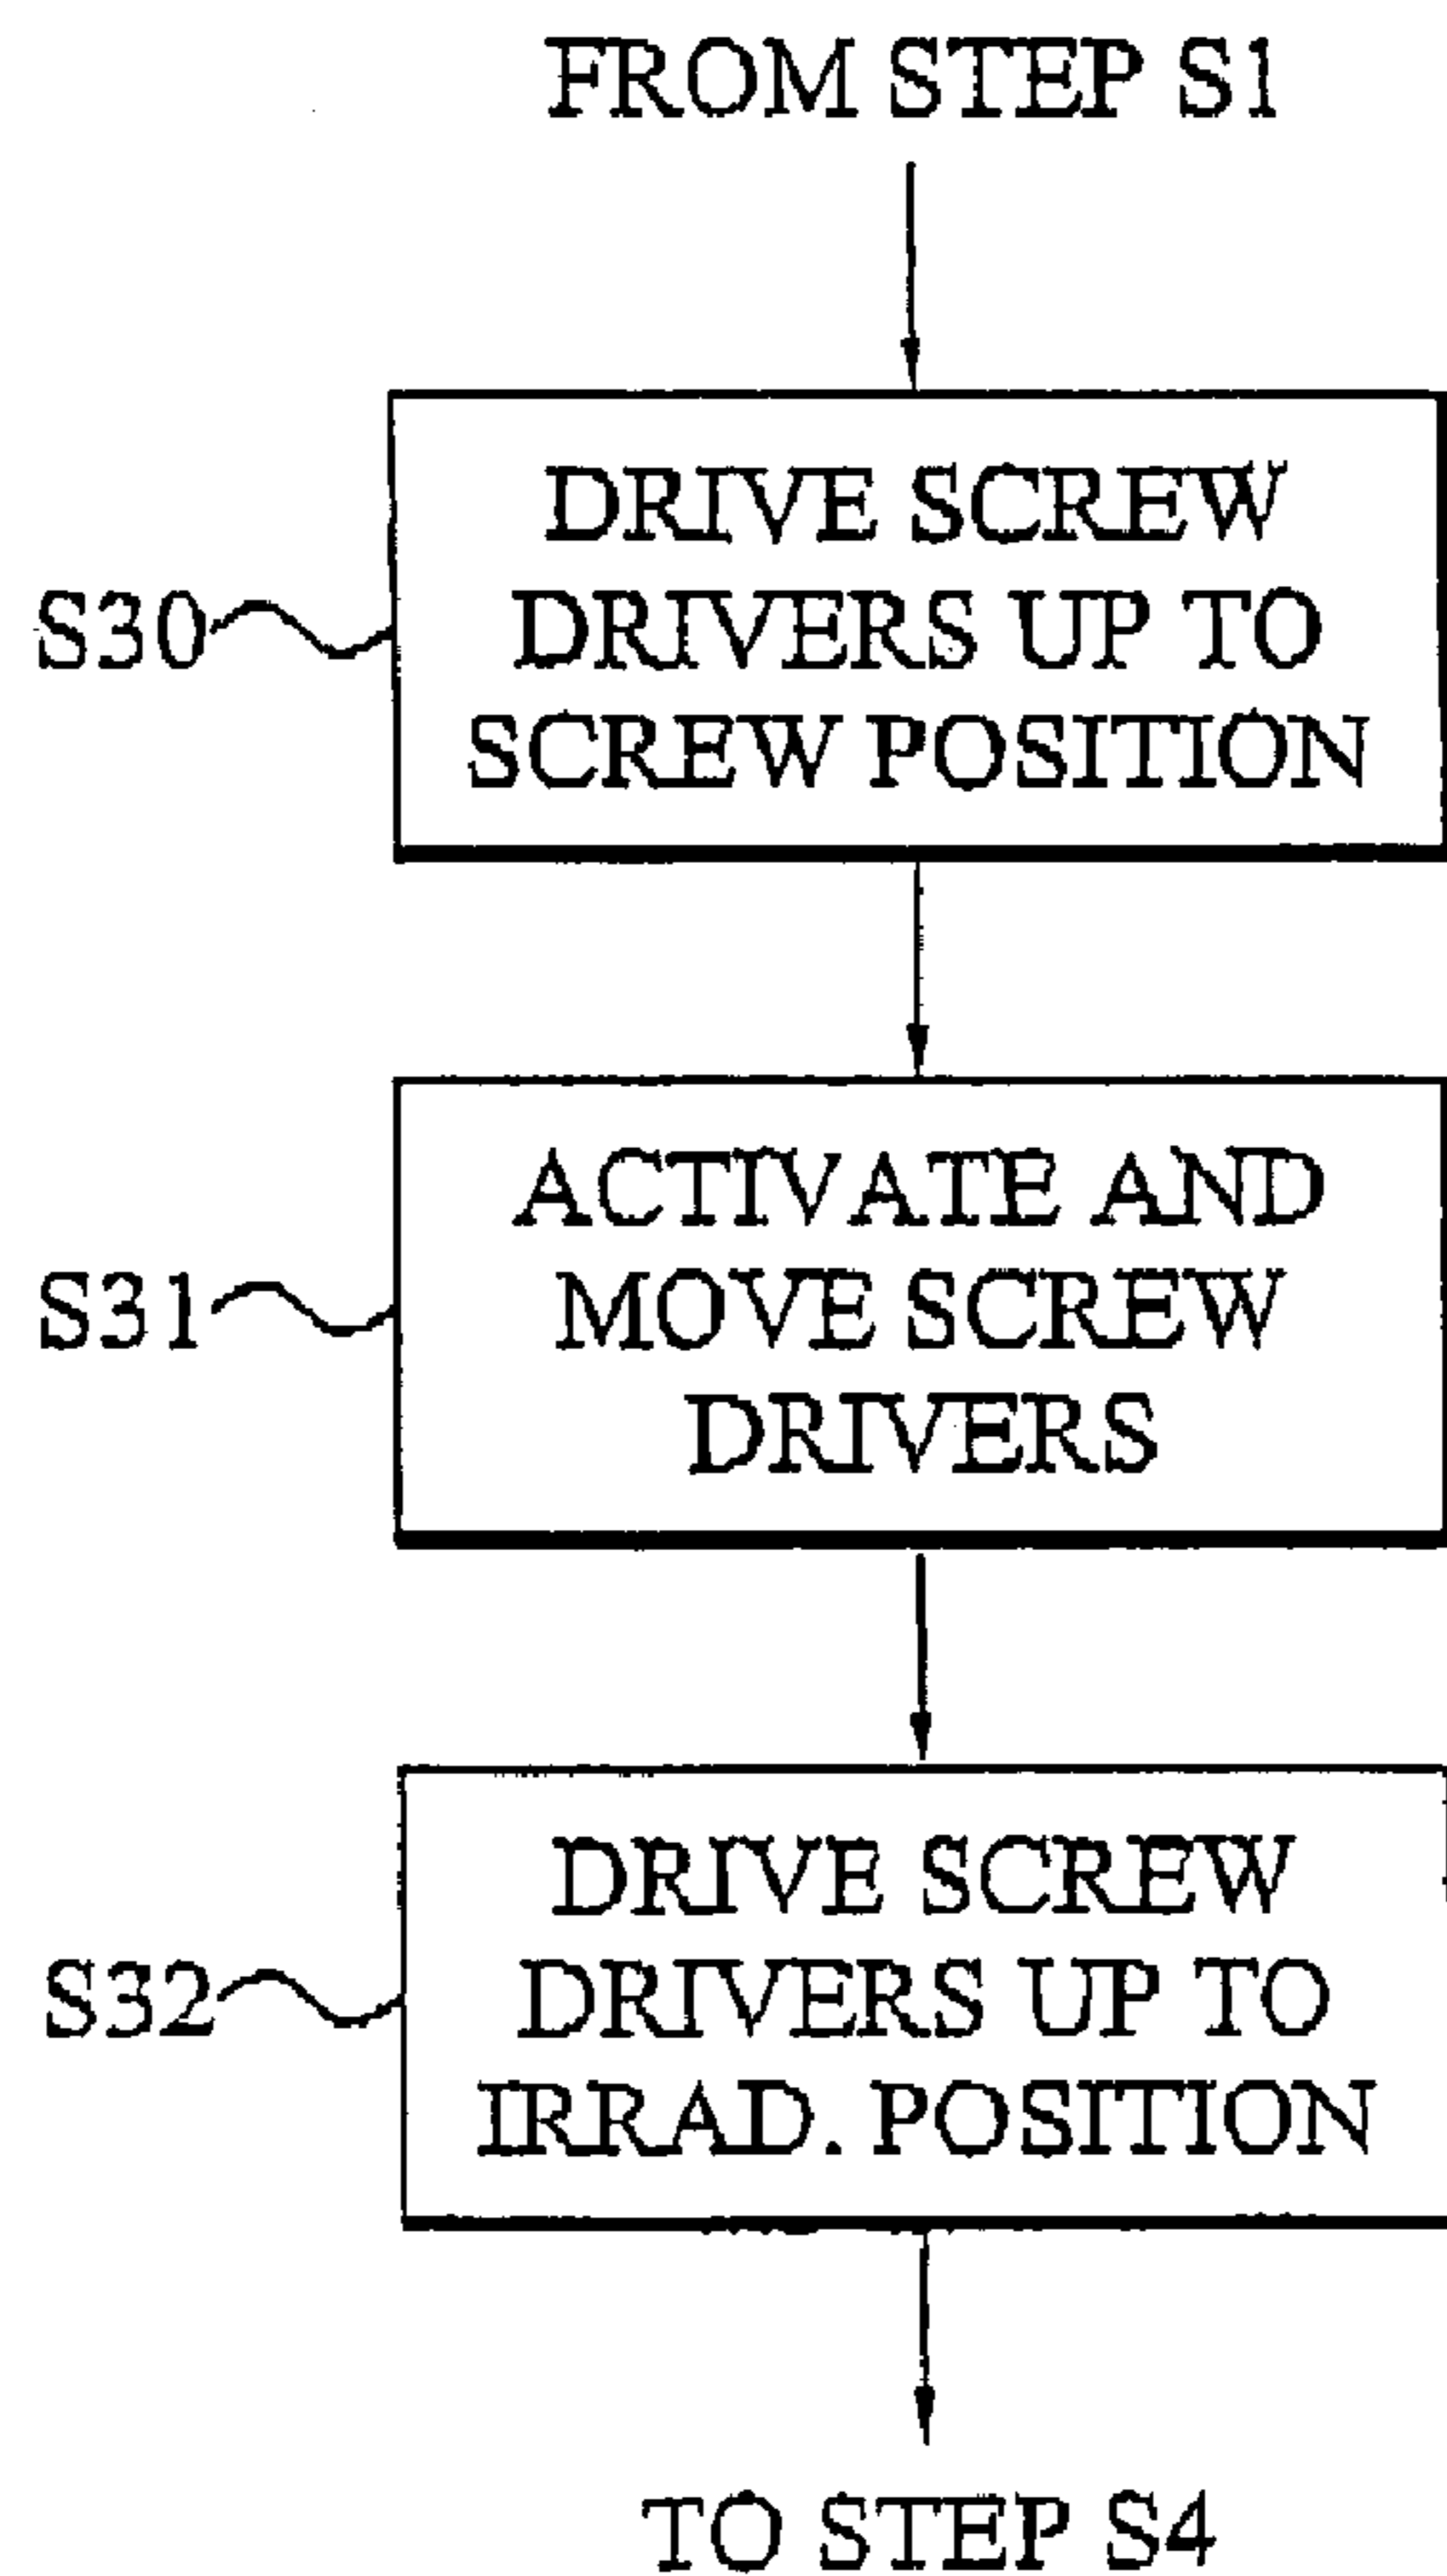 FROM STEP S1
DRIVE SCREW
DRIVERS UP TO
SCREW POSITION
S30
ACTIVATE AND
MOVE SCREW
DRIVERS
S31
DRIVE SCREW
DRIVERS UP TO
IRRAD. POSITION
S32
TO STEP S4